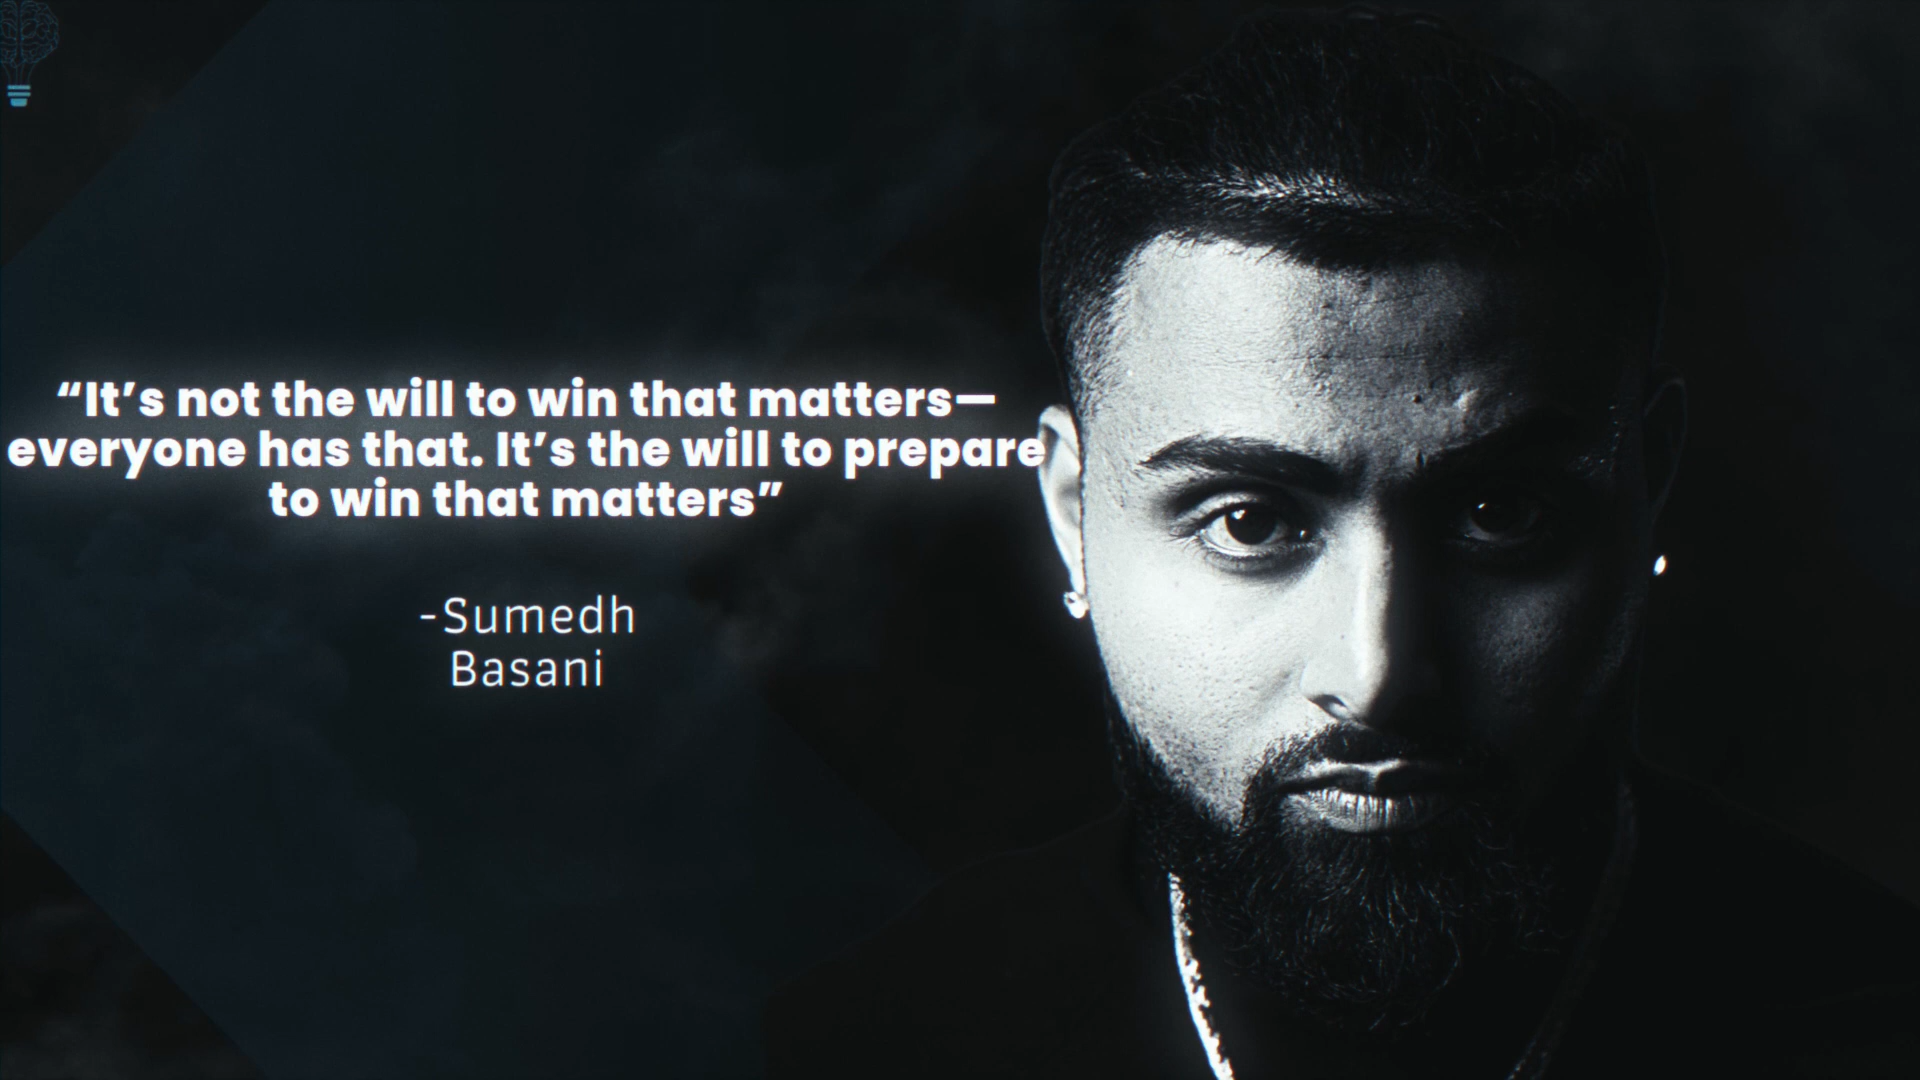 “It’s not the will to win that matters—
everyone has that. It’s the will to prepare
to win that matters”
-Sumedh
Basani